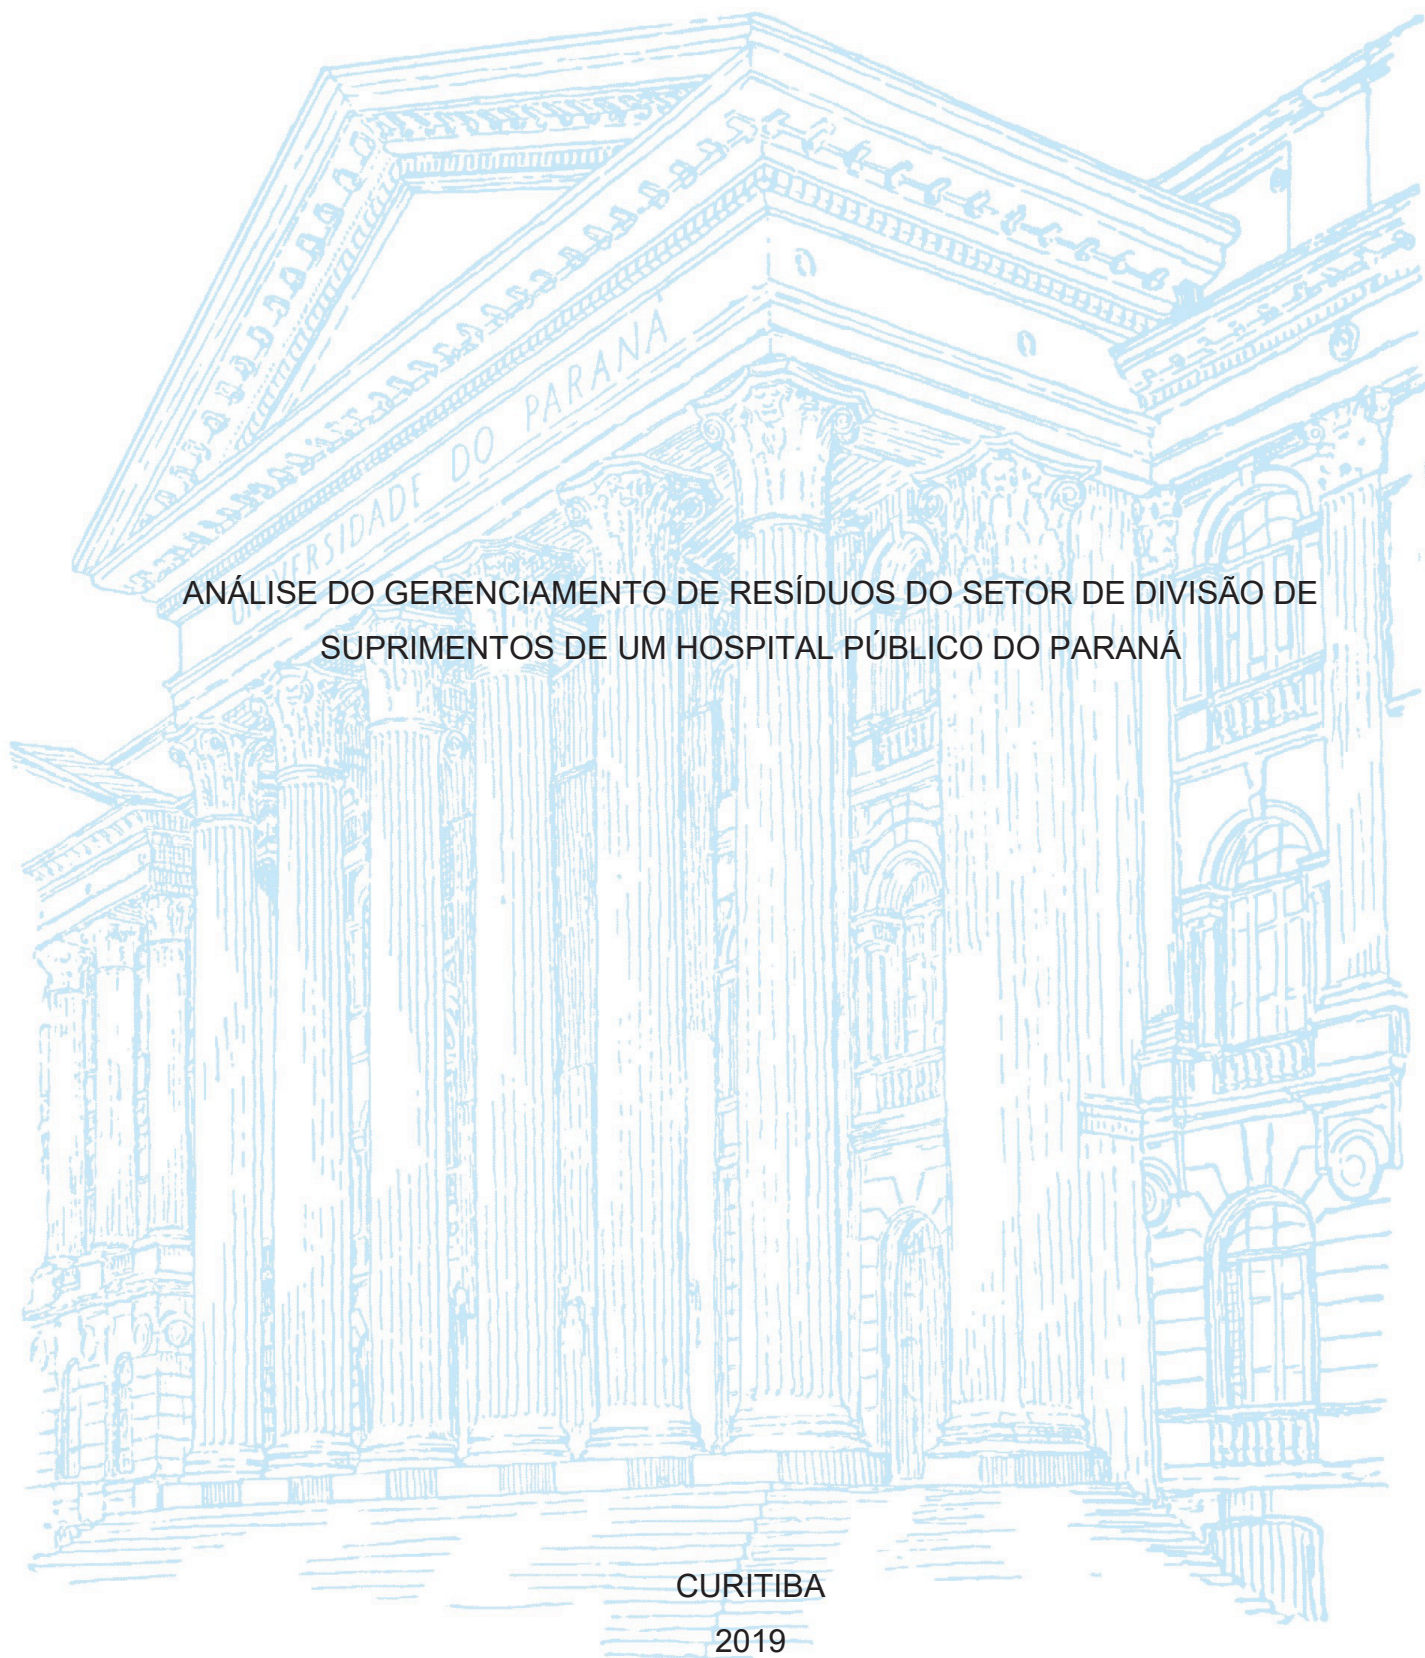 UNIVERSIDADE DO PARANÁ
ANÁLISE DO GERENCIAMENTO DE RESÍDUOS DO SETOR DE DIVISÃO DE
SUPRIMENTOS DE UM HOSPITAL PÚBLICO DO PARANÁ
CURITIBA
2019